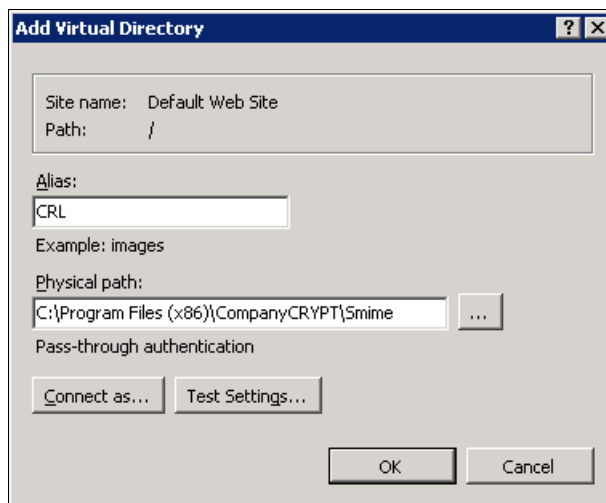 Add Virtual Directory
Site name: Default Web Site
Path: /
Alias:
CRL
Example: images
Physical path:
C:\Program Files (x86)\CompanyCRYPT\Smime
...
Pass-through authentication
Connect as... Test Settings...
OK Cancel